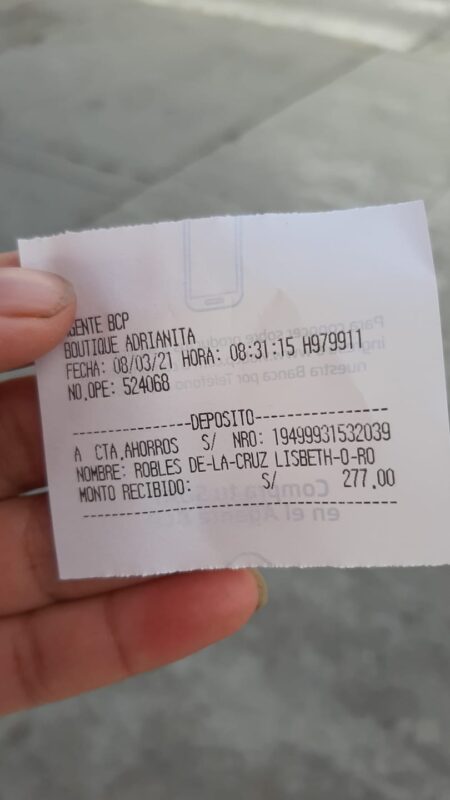 GENTE BCP
BOUTIQUE ADRIANITA
FECHA: 08/03/21 HORA: 08:31:15 H979911
NO.OPE: 524068
DEPOSITO
A CTA.AHORROS S/ NRO: 19499931532039
NOMBRE: ROBLES DE-LA-CRUZ LISBETH-O-RO
MONTO RECIBIDO: S/ 277.00